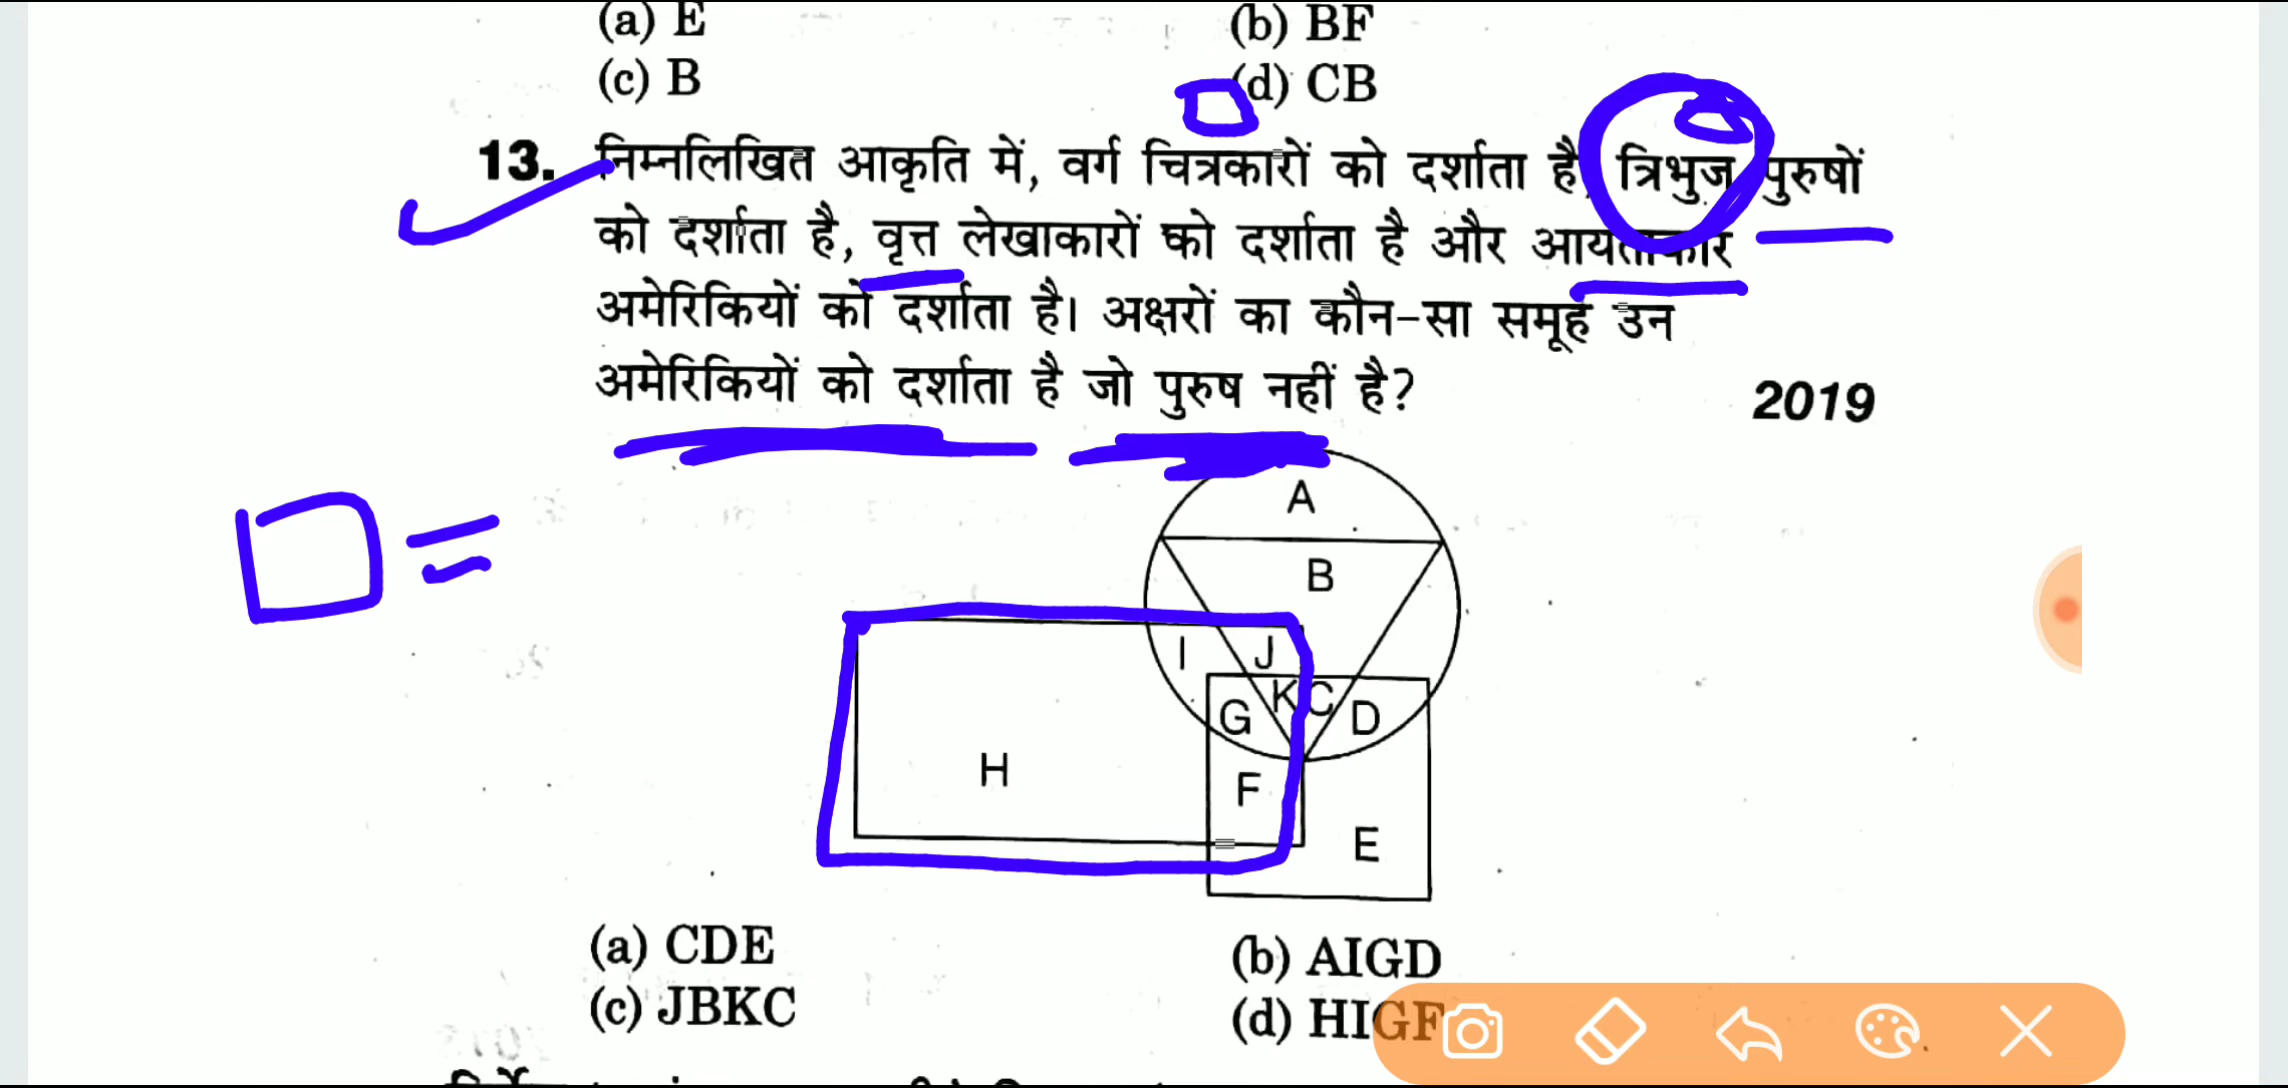 (a) E (b) BF
(c) B (d) CB
13. निम्नलिखित आकृति में, वर्ग चित्रकारों को दर्शाता है, त्रिभुज पुरुषों
को दर्शाता है, वृत्त लेखाकारों को दर्शाता है और आयताकार
अमेरिकियों को दर्शाता है। अक्षरों का कौन-सा समूह उन
अमेरिकियों को दर्शाता है जो पुरुष नहीं है?
2019
A
B
I J
K C
G D
H
F
E
(a) CDE (b) AIGD
(c) JBKC (d) HIGF